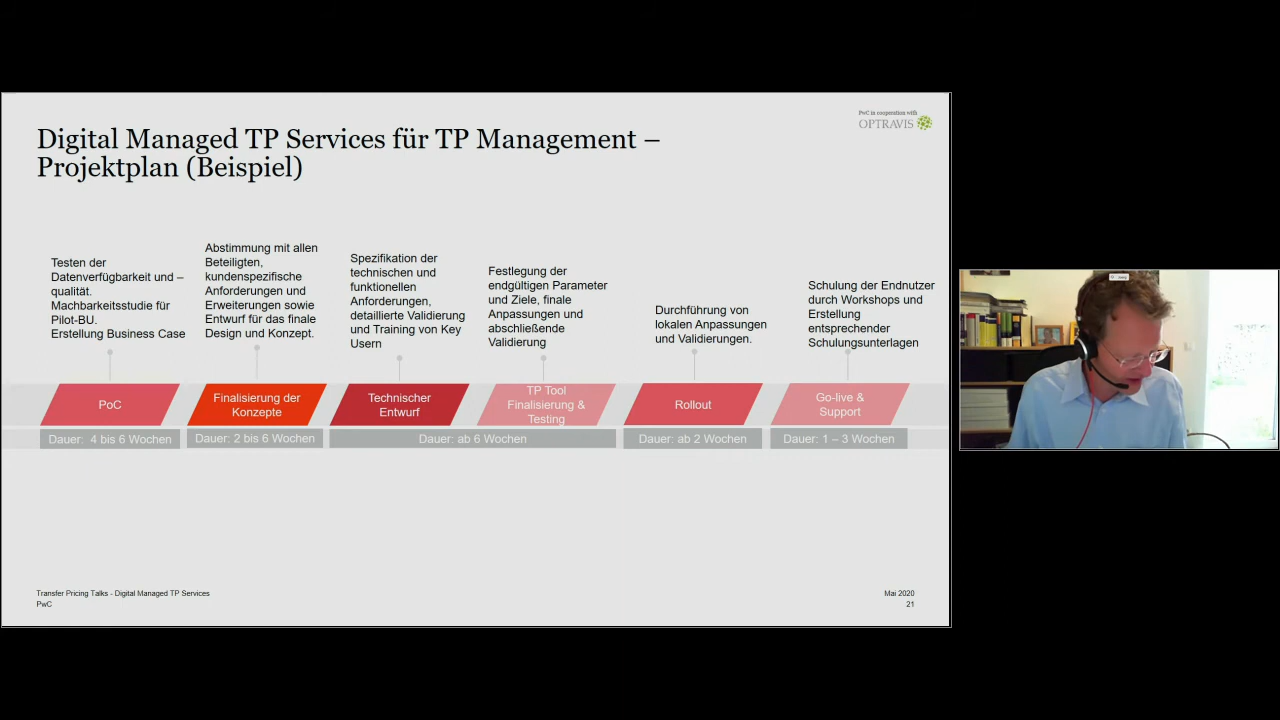 PwC in cooperation with
OPTRAVIS
Digital Managed TP Services für TP Management –
Projektplan (Beispiel)
Testen der
Datenverfügbarkeit und –
qualität.
Machbarkeitsstudie für
Pilot-BU.
Erstellung Business Case
Abstimmung mit allen
Beteiligten,
kundenspezifische
Anforderungen und
Erweiterungen sowie
Entwurf für das finale
Design und Konzept.
Spezifikation der
technischen und
funktionellen
Anforderungen,
detaillierte Validierung
und Training von Key
Usern
Festlegung der
endgültigen Parameter
und Ziele, finale
Anpassungen und
abschließende
Validierung
Durchführung von
lokalen Anpassungen
und Validierungen.
Schulung der Endnutzer
durch Workshops und
Erstellung
entsprechender
Schulungsunterlagen
PoC
Finalisierung der
Konzepte
Technischer
Entwurf
TP Tool
Finalisierung &
Testing
Rollout
Go-live &
Support
Dauer: 4 bis 6 Wochen
Dauer: 2 bis 6 Wochen
Dauer: ab 6 Wochen
Dauer: ab 2 Wochen
Dauer: 1 – 3 Wochen
Transfer Pricing Talks - Digital Managed TP Services
PwC
Mai 2020
21